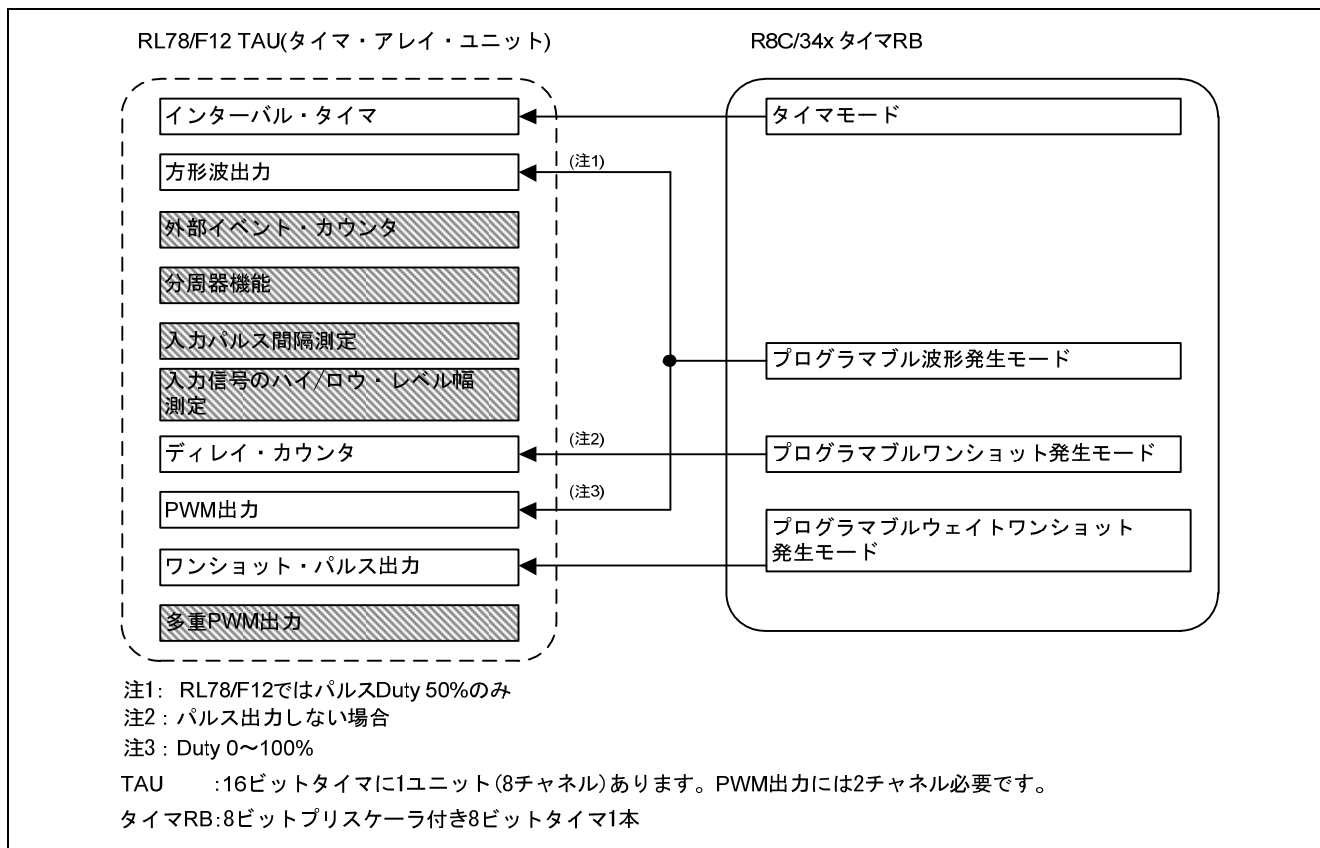 RL78/F12 TAU(タイマ・アレイ・ユニット)
R8C/34x タイマRB
インターバル・タイマ
タイマモード
方形波出力
(注1)
外部イベント・カウンタ
分周器機能
入力パルス間隔測定
プログラマブル波形発生モード
入力信号のハイ/ロウ・レベル幅
測定
ディレイ・カウンタ
(注2)
プログラマブルワンショット発生モード
PWM出力
(注3)
プログラマブルウェイトワンショット
発生モード
ワンショット・パルス出力
多重PWM出力
注1: RL78/F12ではパルスDuty 50%のみ
注2:パルス出力しない場合
注3:Duty 0~100%
TAU :16ビットタイマに1ユニット(8チャネル)あります。PWM出力には2チャネル必要です。
タイマRB:8ビットプリスケーラ付き8ビットタイマ1本